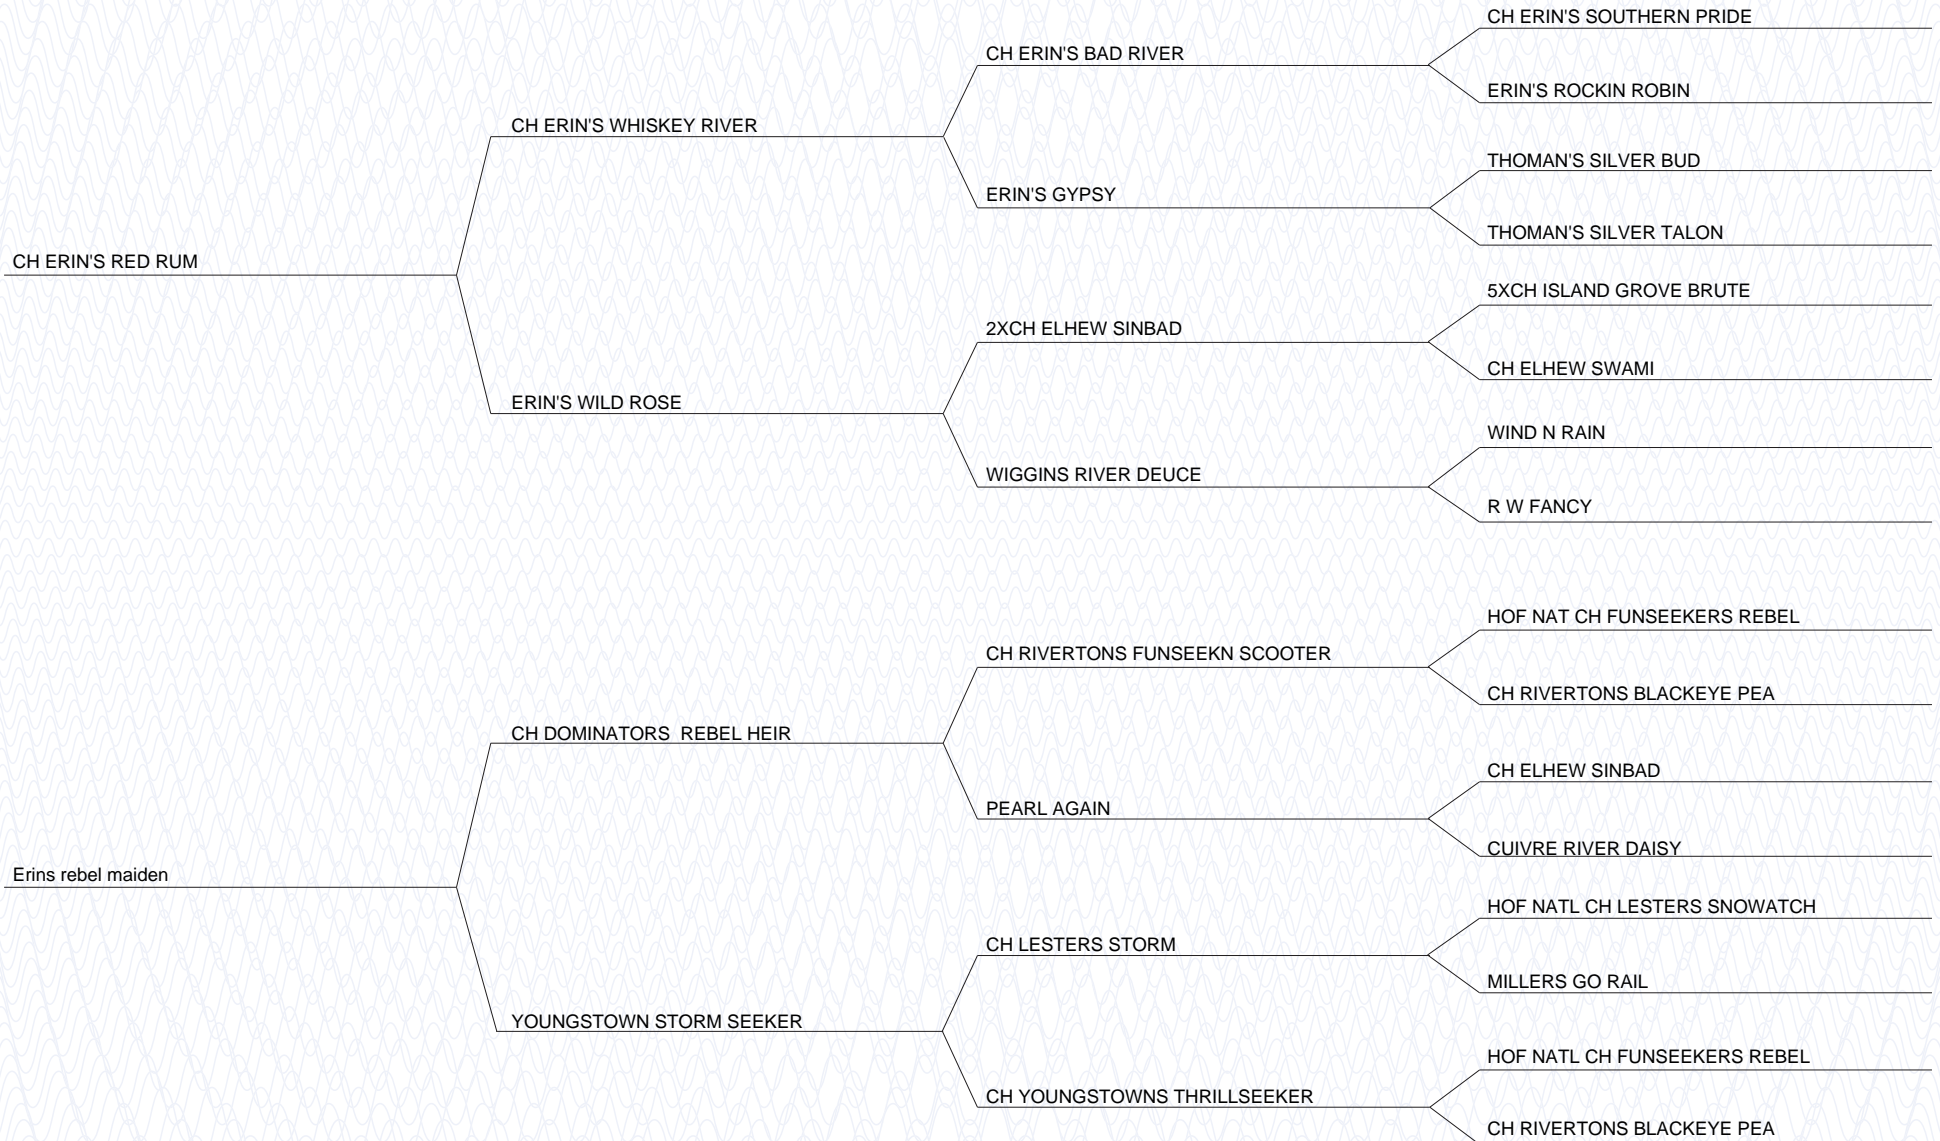 CH ERIN'S SOUTHERN PRIDE
CH ERIN'S BAD RIVER
ERIN'S ROCKIN ROBIN
CH ERIN'S WHISKEY RIVER
THOMAN'S SILVER BUD
ERIN'S GYPSY
THOMAN'S SILVER TALON
CH ERIN'S RED RUM
5XCH ISLAND GROVE BRUTE
2XCH ELHEW SINBAD
CH ELHEW SWAMI
ERIN'S WILD ROSE
WIND N RAIN
WIGGINS RIVER DEUCE
R W FANCY
HOF NAT CH FUNSEEKERS REBEL
CH RIVERTONS FUNSEEKN SCOOTER
CH RIVERTONS BLACKEYE PEA
CH DOMINATORS  REBEL HEIR
CH ELHEW SINBAD
PEARL AGAIN
CUIVRE RIVER DAISY
Erins rebel maiden
HOF NATL CH LESTERS SNOWATCH
CH LESTERS STORM
MILLERS GO RAIL
YOUNGSTOWN STORM SEEKER
HOF NATL CH FUNSEEKERS REBEL
CH YOUNGSTOWNS THRILLSEEKER
CH RIVERTONS BLACKEYE PEA